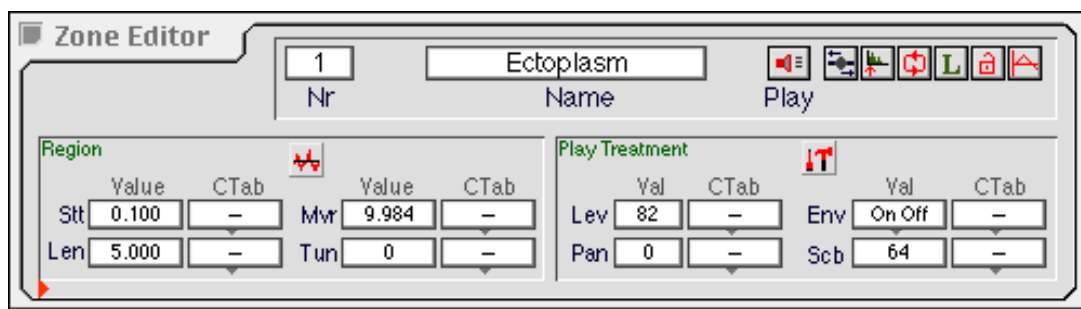 Zone Editor
1 Ectoplasm L
Nr Name Play
Region Play Treatment
Value CTab Value CTab Val CTab Val CTab
Stt 0.100 – Mvr 9.984 – Lev 82 – Env On Off –
Len 5.000 – Tun 0 – Pan 0 – Scb 64 –